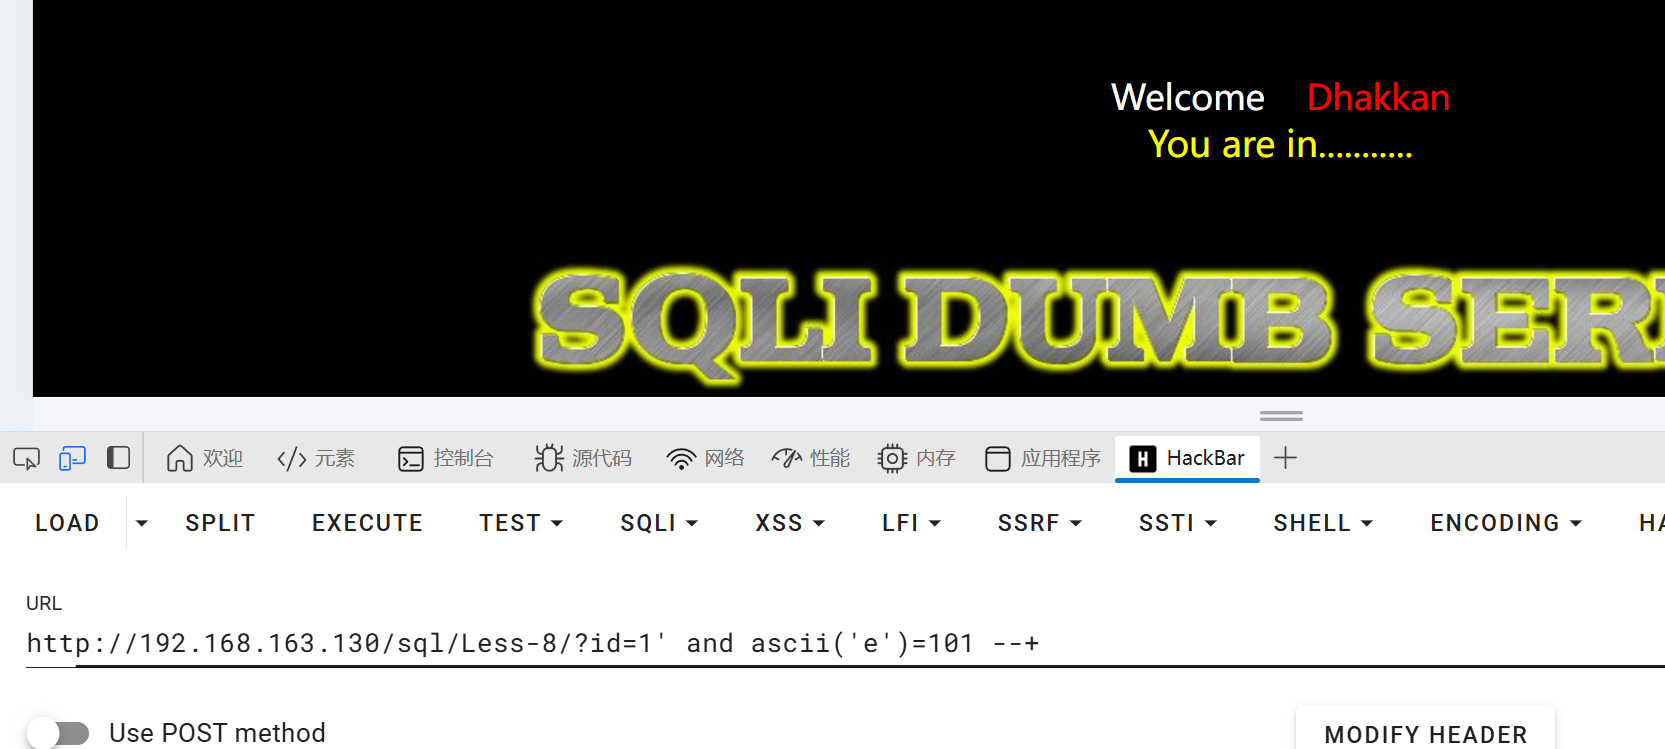 Welcome Dhakkan
You are in...........
SQLI DUMB SERI
欢迎 元素 控制台 源代码 网络 性能 内存 应用程序 HackBar
LOAD SPLIT EXECUTE TEST SQLI XSS LFI SSRF SSTI SHELL ENCODING HA
URL
http://192.168.163.130/sql/Less-8/?id=1' and ascii('e')=101 --+
Use POST method
MODIFY HEADER